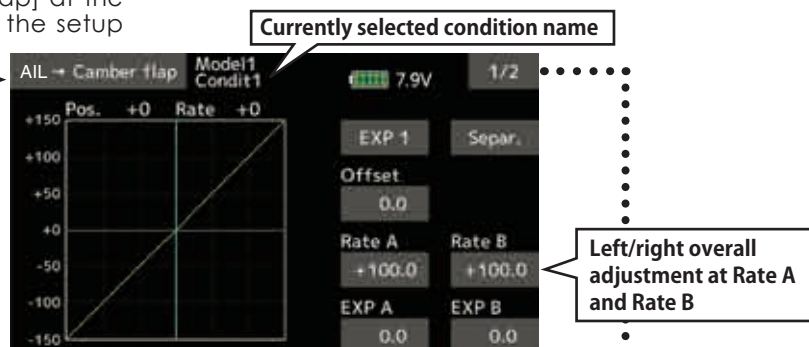 ap] at the
the setup
Currently selected condition name
AIL → Camber flap
Model1
Condit1
7.9V
1/2
Pos. +0 Rate +0
+150
+100
+50
+0
-50
-100
-150
EXP 1
Separ.
Offset
0.0
Rate A
Rate B
+100.0
+100.0
EXP A
EXP B
0.0
0.0
Left/right overall
adjustment at Rate A
and Rate B